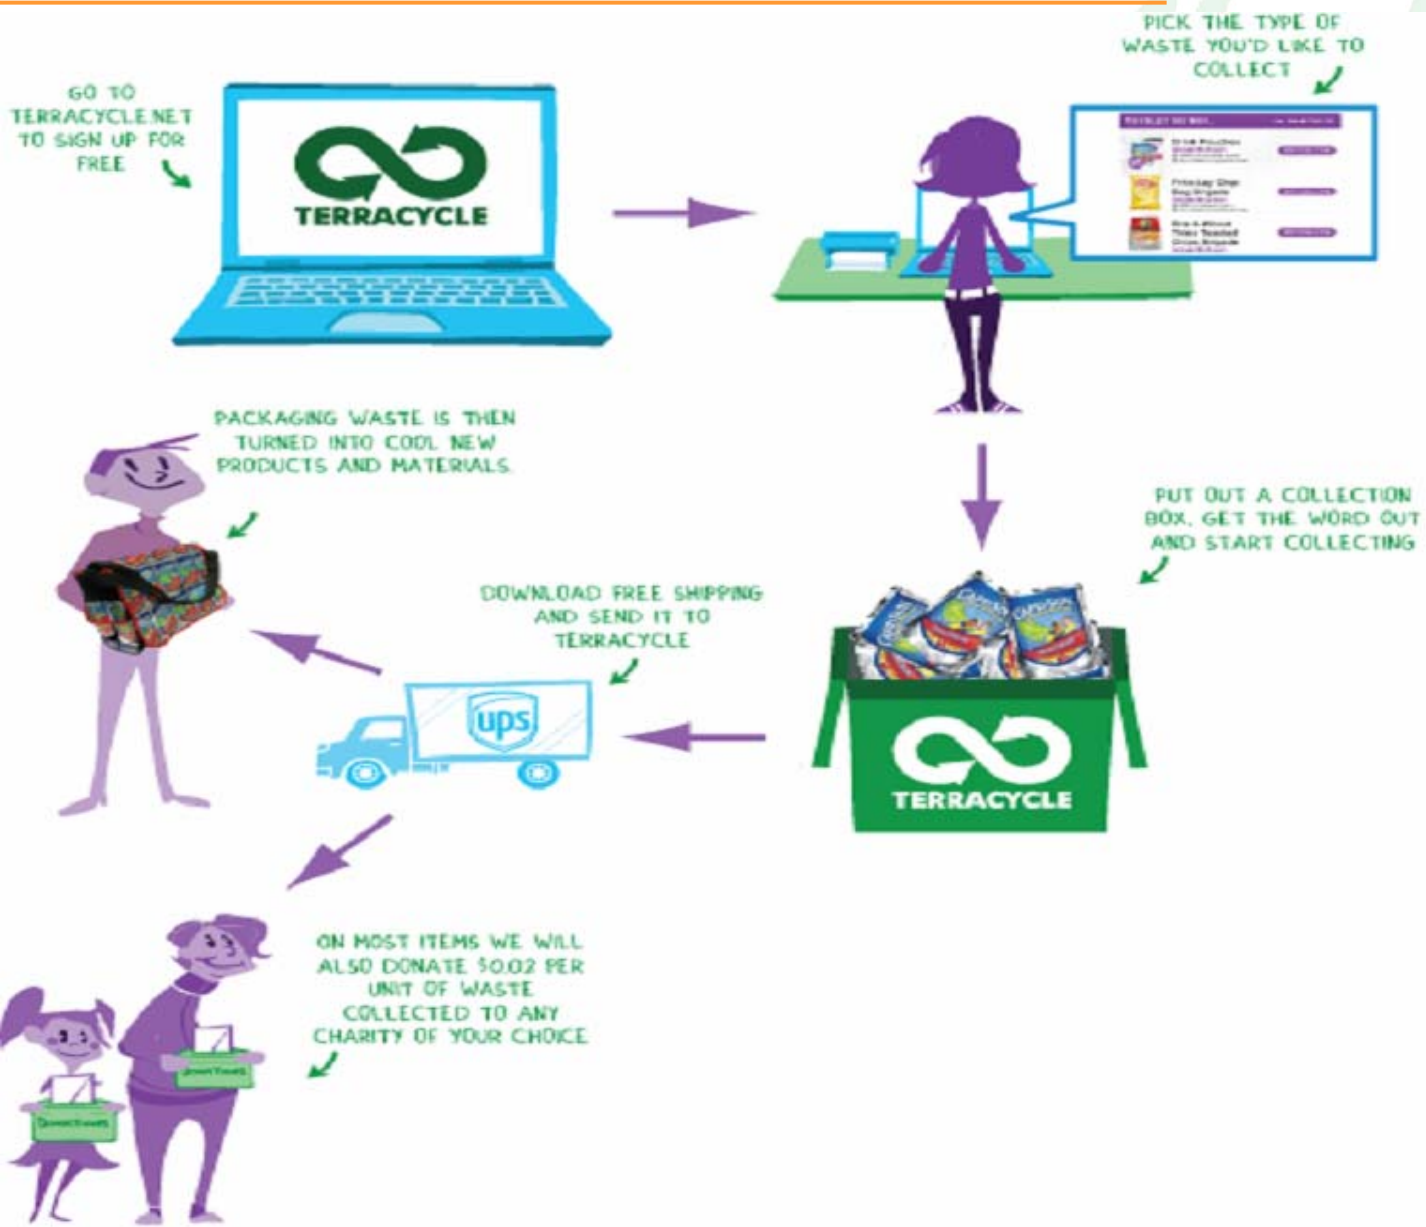 GO TO
TERRACYCLE.NET
TO SIGN UP FOR
FREE
TERRACYCLE
PICK THE TYPE OF
WASTE YOU'D LIKE TO
COLLECT
Drink Pouches
PUT OUT A COLLECTION
BOX, GET THE WORD OUT
AND START COLLECTING
TERRACYCLE
DOWNLOAD FREE SHIPPING
AND SEND IT TO
TERRACYCLE
ups
PACKAGING WASTE IS THEN
TURNED INTO COOL NEW
PRODUCTS AND MATERIALS.
ON MOST ITEMS WE WILL
ALSO DONATE $0.02 PER
UNIT OF WASTE
COLLECTED TO ANY
CHARITY OF YOUR CHOICE